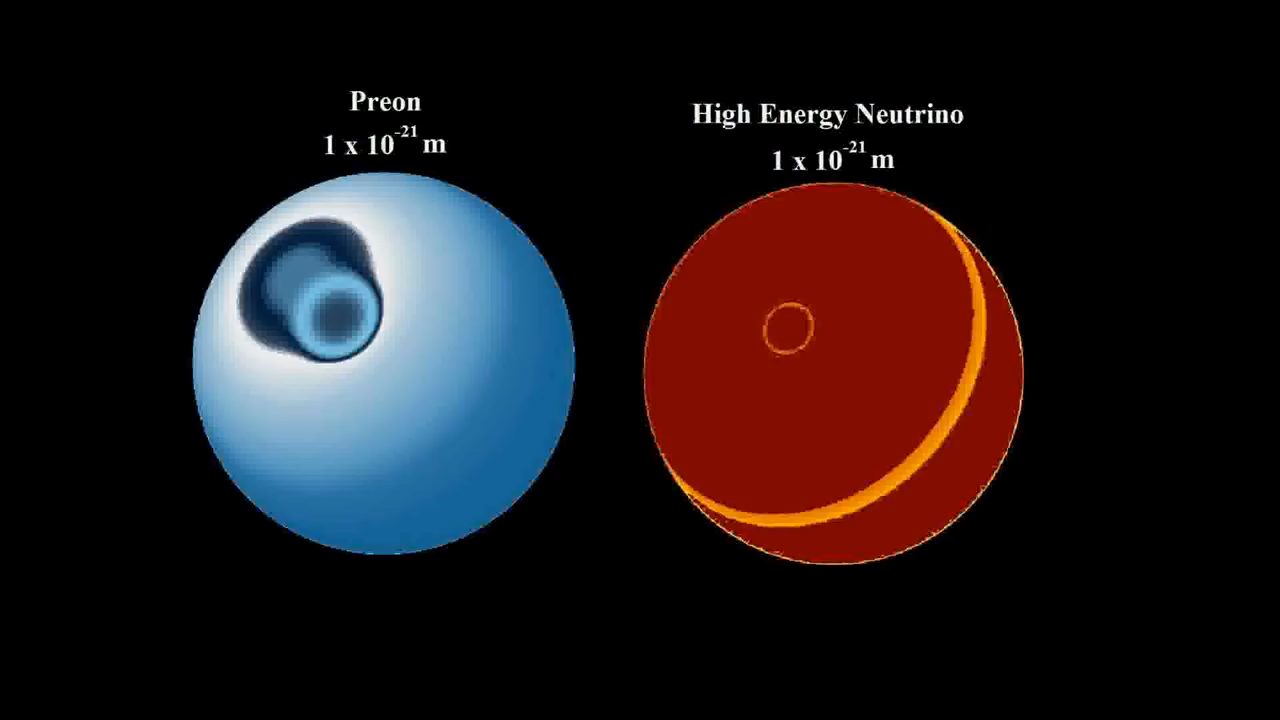 Preon
1 x 10⁻²¹ m
High Energy Neutrino
1 x 10⁻²¹ m